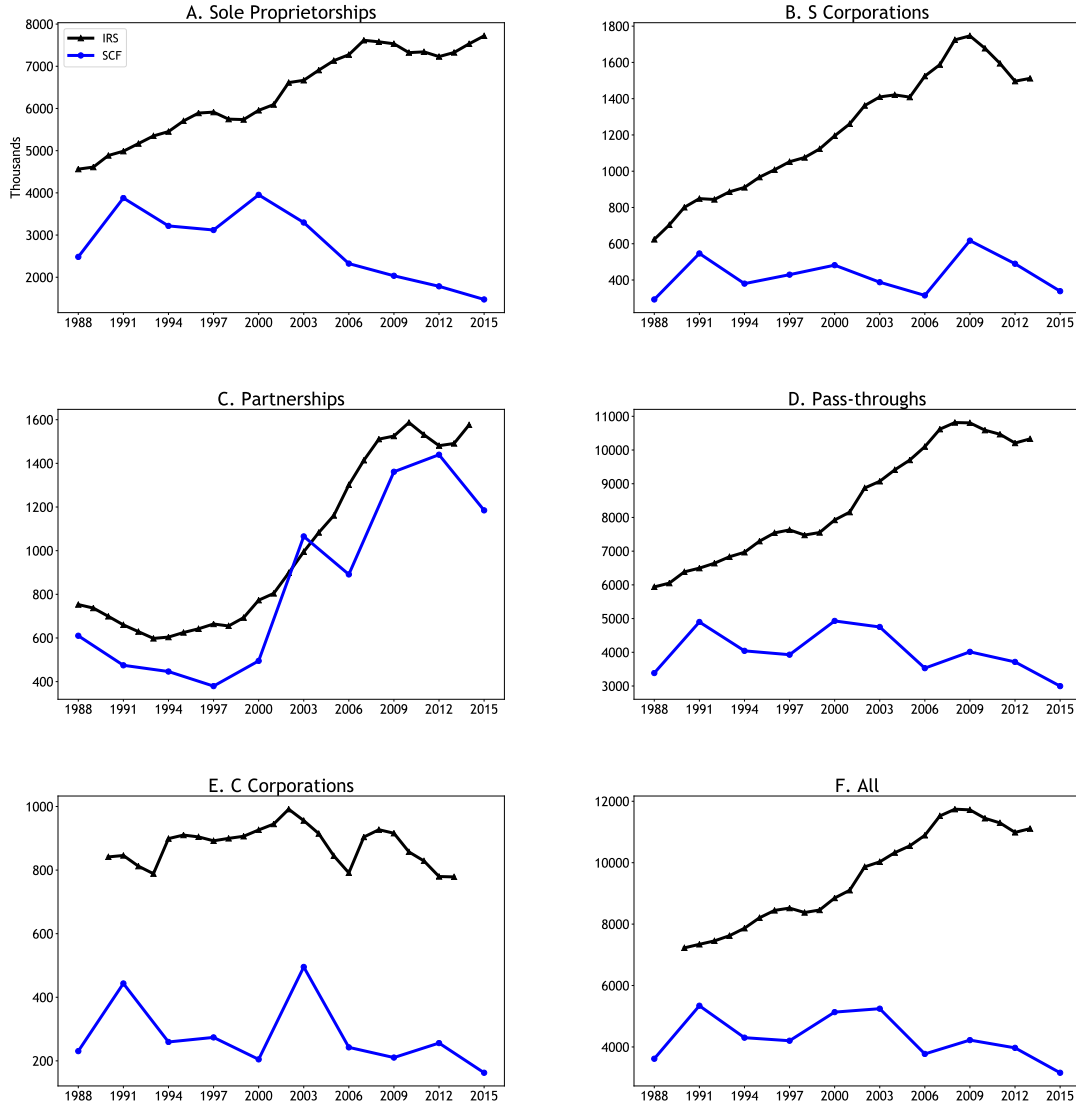 A. Sole Proprietorships
8000
7000
6000
5000
4000
3000
2000
Thousands
IRS
SCF
1988 1991 1994 1997 2000 2003 2006 2009 2012 2015
B. S Corporations
1800
1600
1400
1200
1000
800
600
400
1988 1991 1994 1997 2000 2003 2006 2009 2012 2015
C. Partnerships
1600
1400
1200
1000
800
600
400
1988 1991 1994 1997 2000 2003 2006 2009 2012 2015
D. Pass-throughs
11000
10000
9000
8000
7000
6000
5000
4000
3000
1988 1991 1994 1997 2000 2003 2006 2009 2012 2015
E. C Corporations
1000
800
600
400
200
1988 1991 1994 1997 2000 2003 2006 2009 2012 2015
F. All
12000
10000
8000
6000
4000
1988 1991 1994 1997 2000 2003 2006 2009 2012 2015